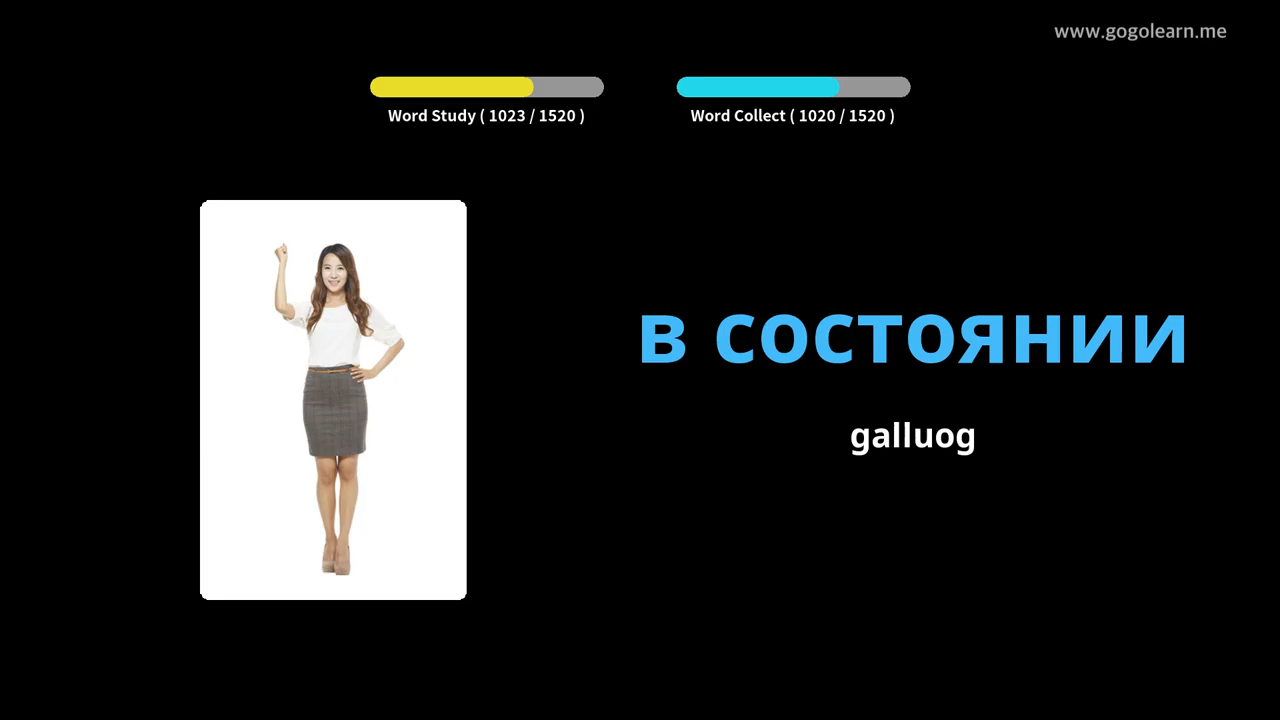 www.gogolearn.me
Word Study ( 1023 / 1520 )
Word Collect ( 1020 / 1520 )
в состоянии
galluog